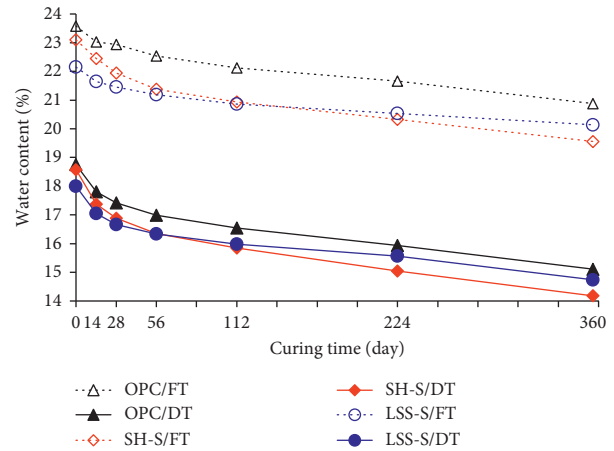 24
23
22
21
20
19
18
17
16
15
14
Water content (%)
0 14 28 56 112 224 360
Curing time (day)
OPC/FT
OPC/DT
SH-S/FT
SH-S/DT
LSS-S/FT
LSS-S/DT